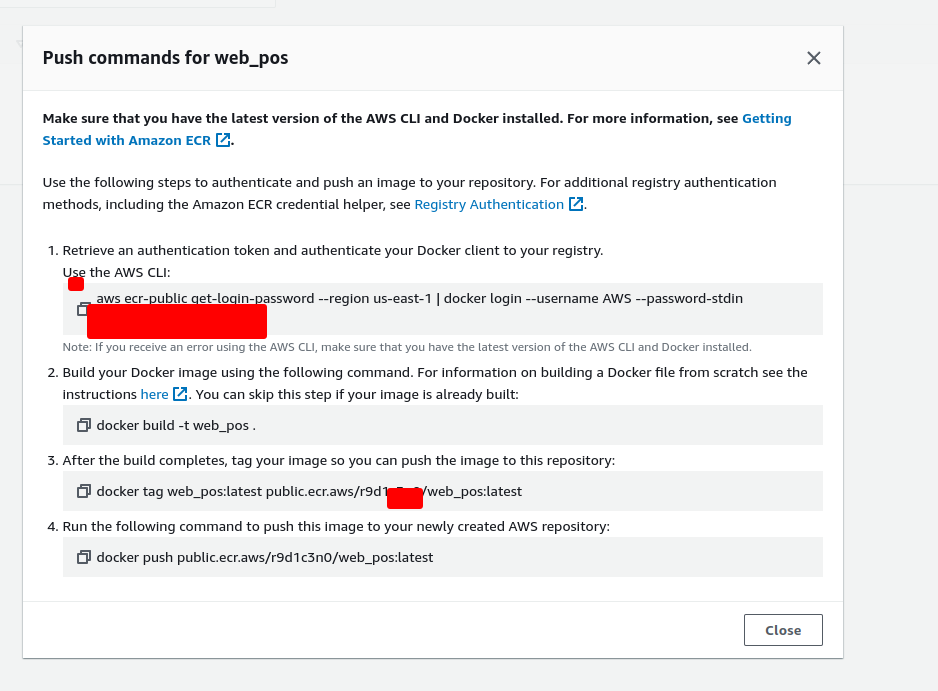 Push commands for web_pos
Make sure that you have the latest version of the AWS CLI and Docker installed. For more information, see Getting
Started with Amazon ECR.
Use the following steps to authenticate and push an image to your repository. For additional registry authentication
methods, including the Amazon ECR credential helper, see Registry Authentication.
1. Retrieve an authentication token and authenticate your Docker client to your registry.
Use the AWS CLI:
aws ecr-public get-login-password --region us-east-1 | docker login --username AWS --password-stdin
Note: If you receive an error using the AWS CLI, make sure that you have the latest version of the AWS CLI and Docker installed.
2. Build your Docker image using the following command. For information on building a Docker file from scratch see the
instructions here. You can skip this step if your image is already built:
docker build -t web_pos .
3. After the build completes, tag your image so you can push the image to this repository:
docker tag web_pos:latest /web_pos:latest
4. Run the following command to push this image to your newly created AWS repository:
docker push public.ecr.aws/r9d1c3n0/web_pos:latest
Close